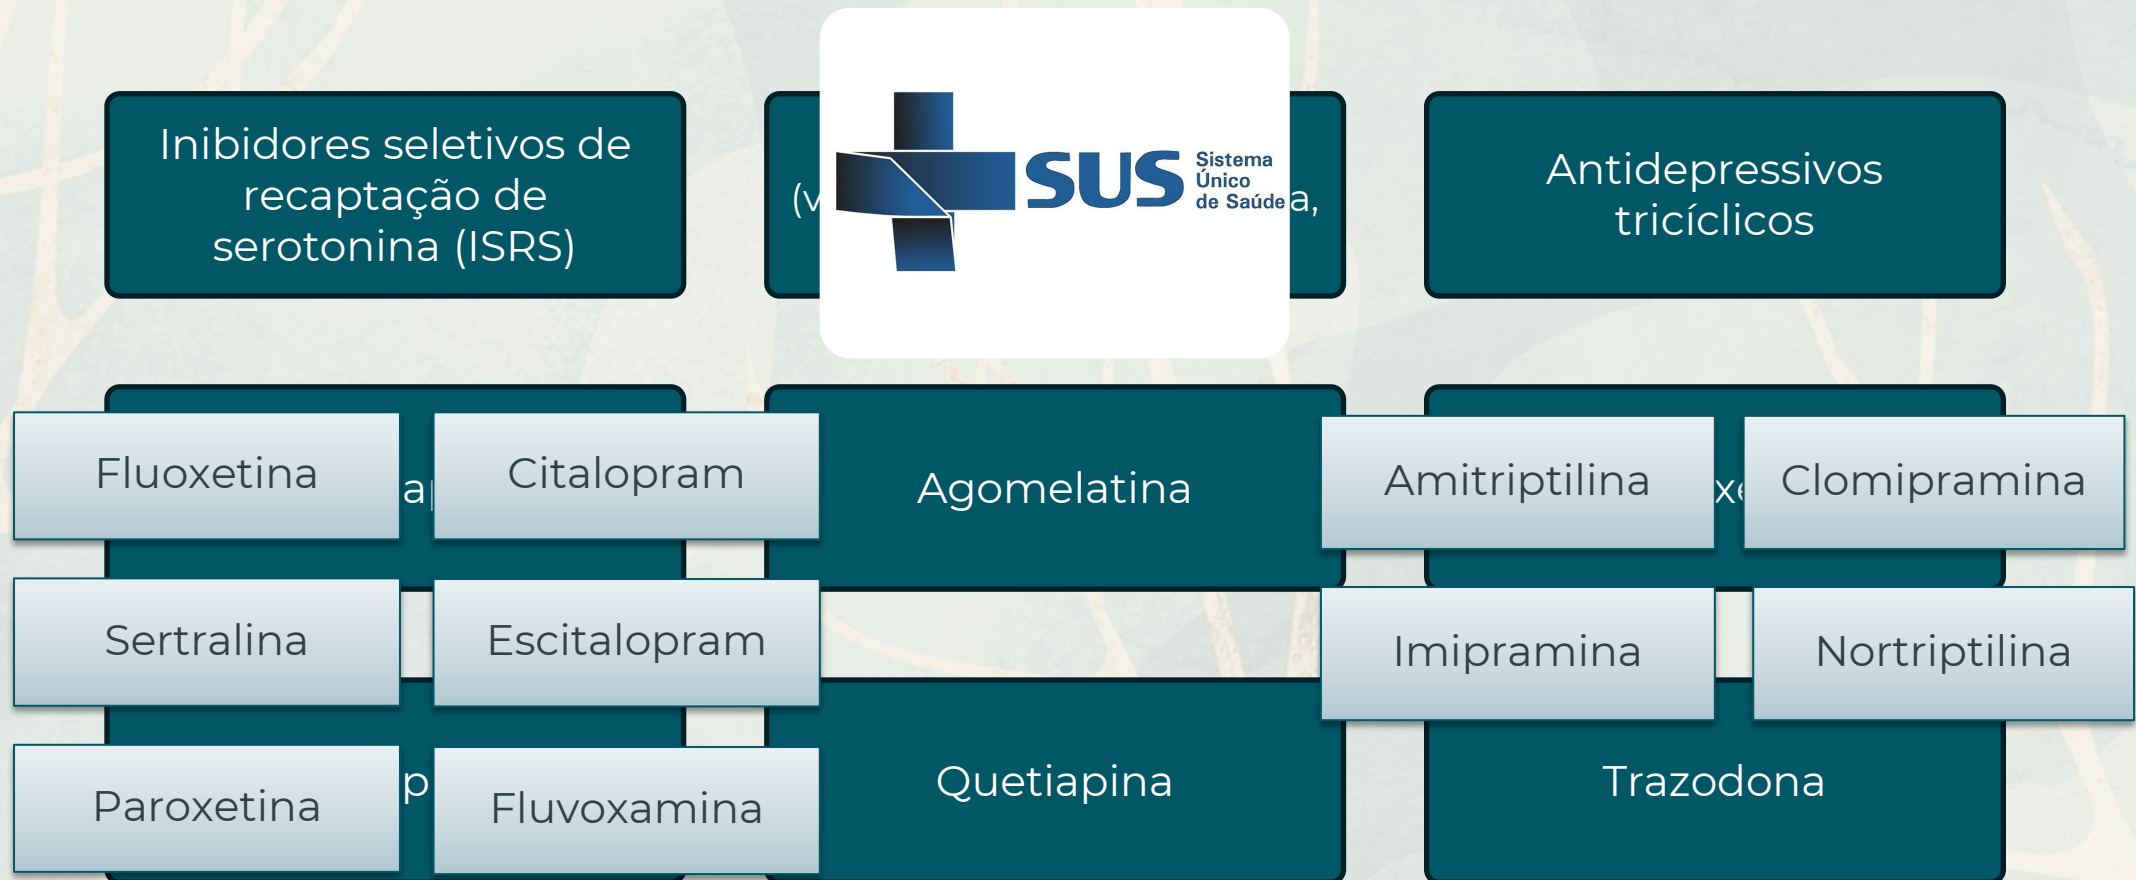 Inibidores seletivos de
recaptação de
serotonina (ISRS)
SUS
Sistema
Único
de Saúde
Antidepressivos
tricíclicos
Fluoxetina
Citalopram
Agomelatina
Amitriptilina
Clomipramina
Sertralina
Escitalopram
Imipramina
Nortriptilina
Paroxetina
Fluvoxamina
Quetiapina
Trazodona